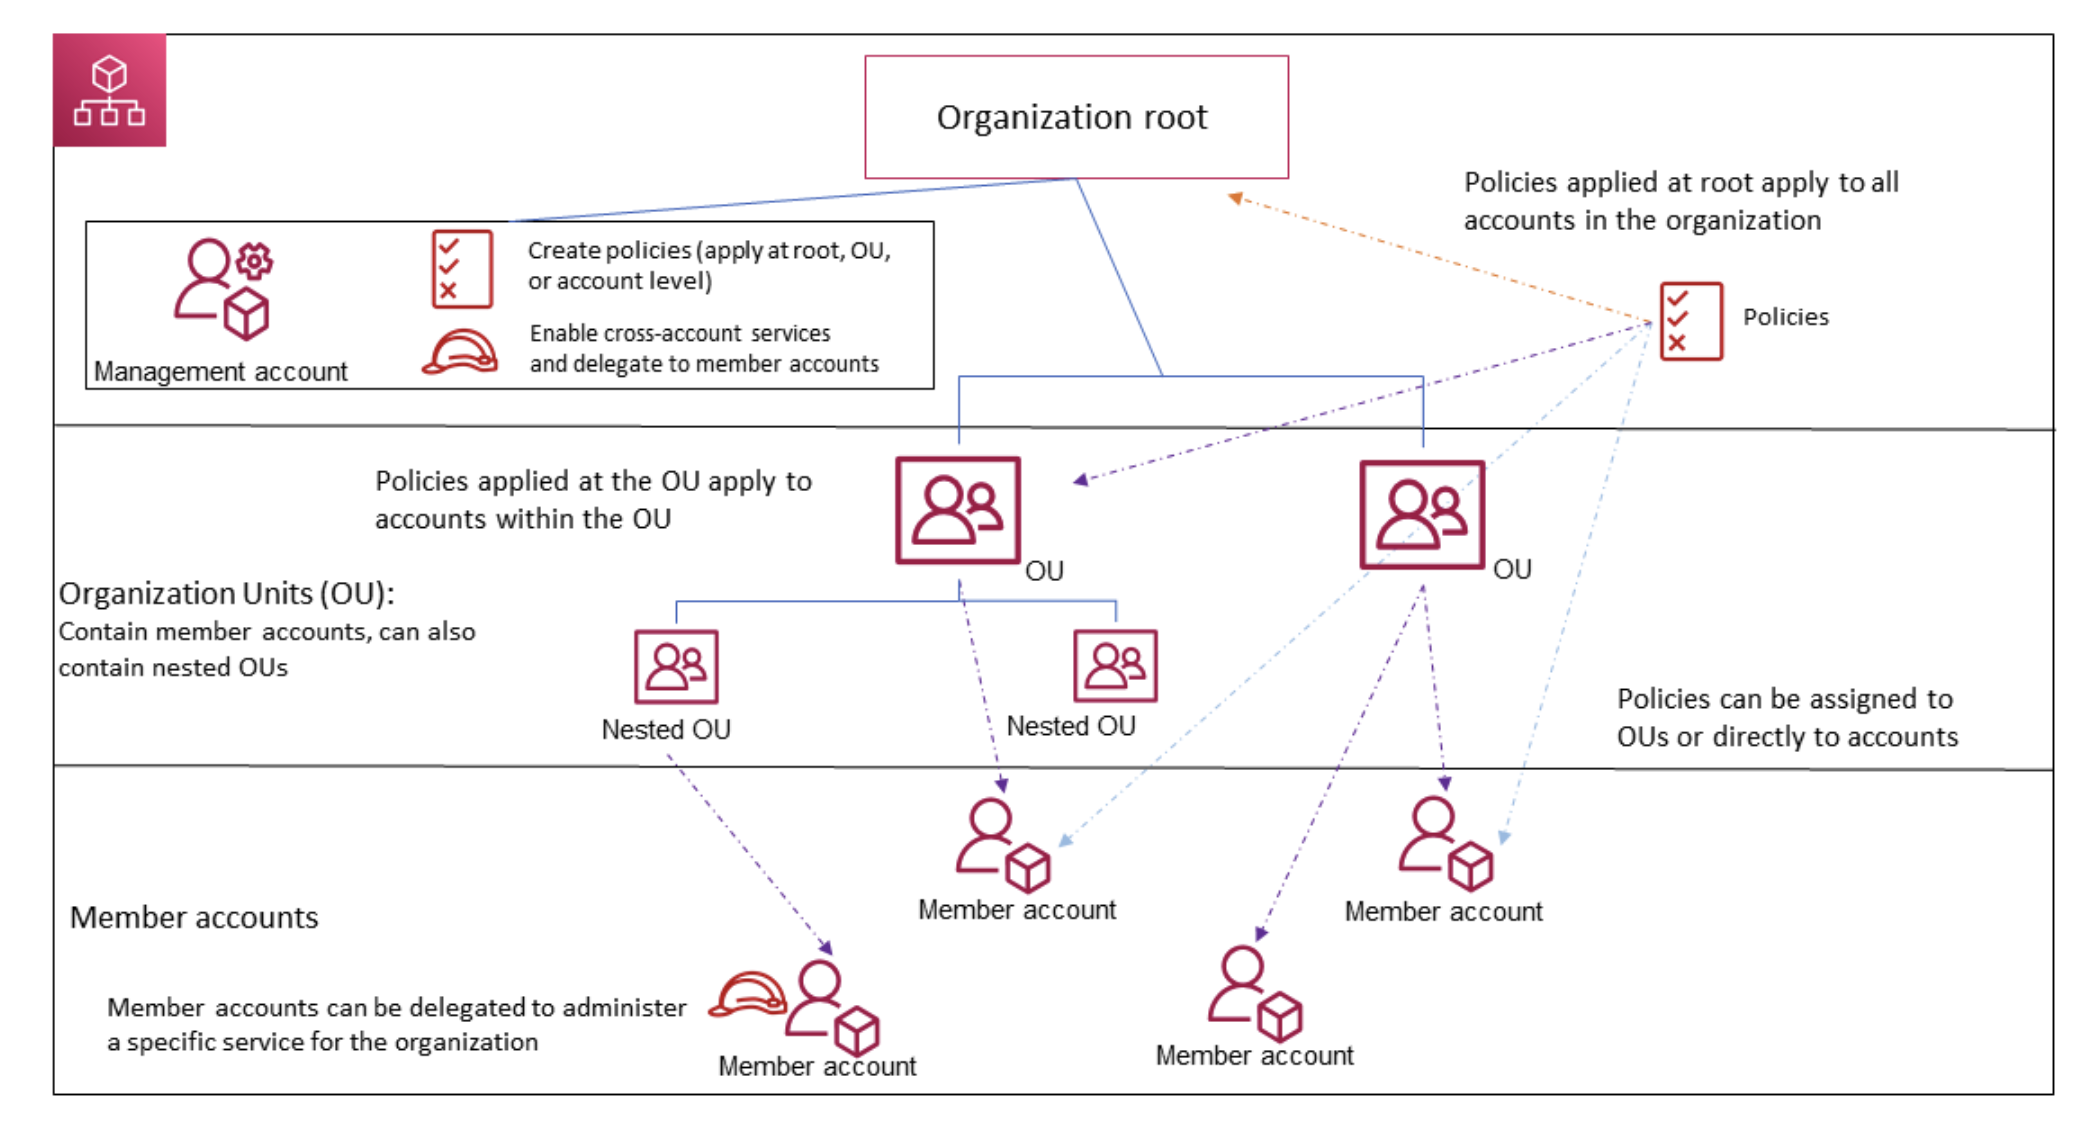 Organization root
Policies applied at root apply to all
accounts in the organization
Create policies (apply at root, OU,
or account level)
Enable cross-account services
and delegate to member accounts
Management account
Policies
Policies applied at the OU apply to
accounts within the OU
OU
OU
Organization Units (OU):
Contain member accounts, can also
contain nested OUs
Nested OU
Nested OU
Policies can be assigned to
OUs or directly to accounts
Member accounts
Member account
Member account
Member accounts can be delegated to administer
a specific service for the organization
Member account
Member account